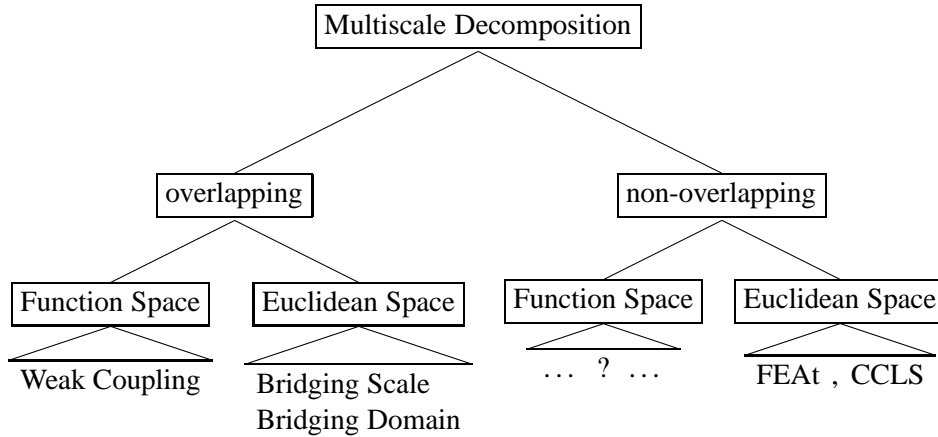 Multiscale Decomposition
overlapping
non-overlapping
Function Space
Euclidean Space
Function Space
Euclidean Space
Weak Coupling
Bridging Scale
Bridging Domain
... ? ...
FEAt , CCLS